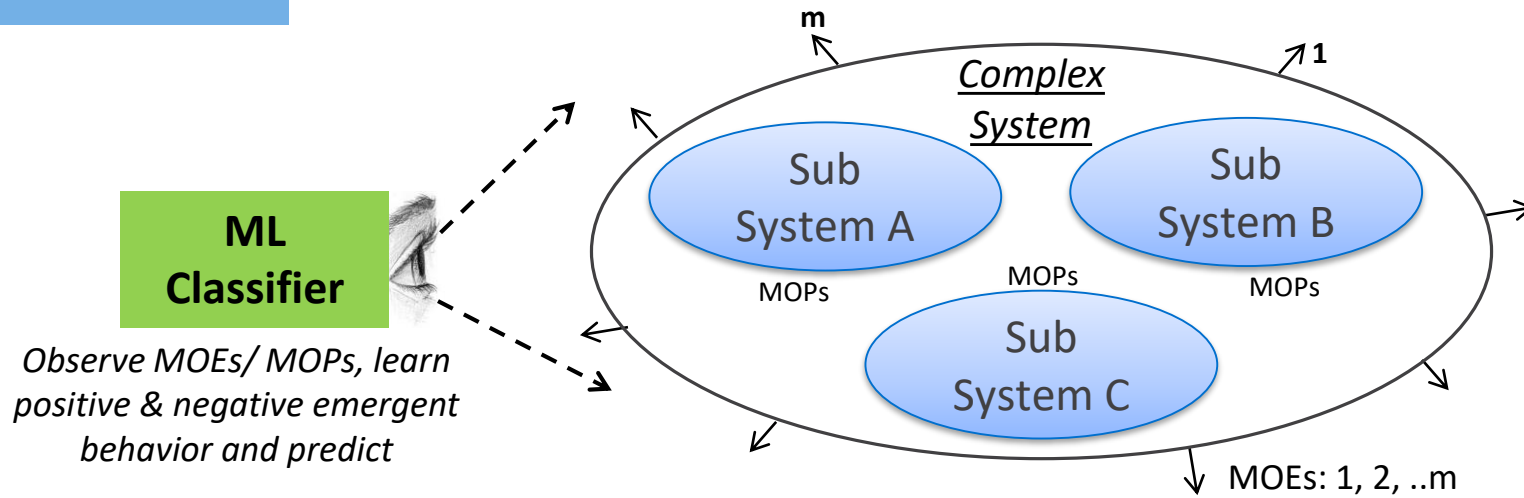 m
1
Complex
System
Sub
System A
Sub
System B
ML
Classifier
MOPs
MOPs
MOPs
Sub
System C
Observe MOEs/ MOPs, learn
positive & negative emergent
behavior and predict
MOEs: 1, 2, ..m